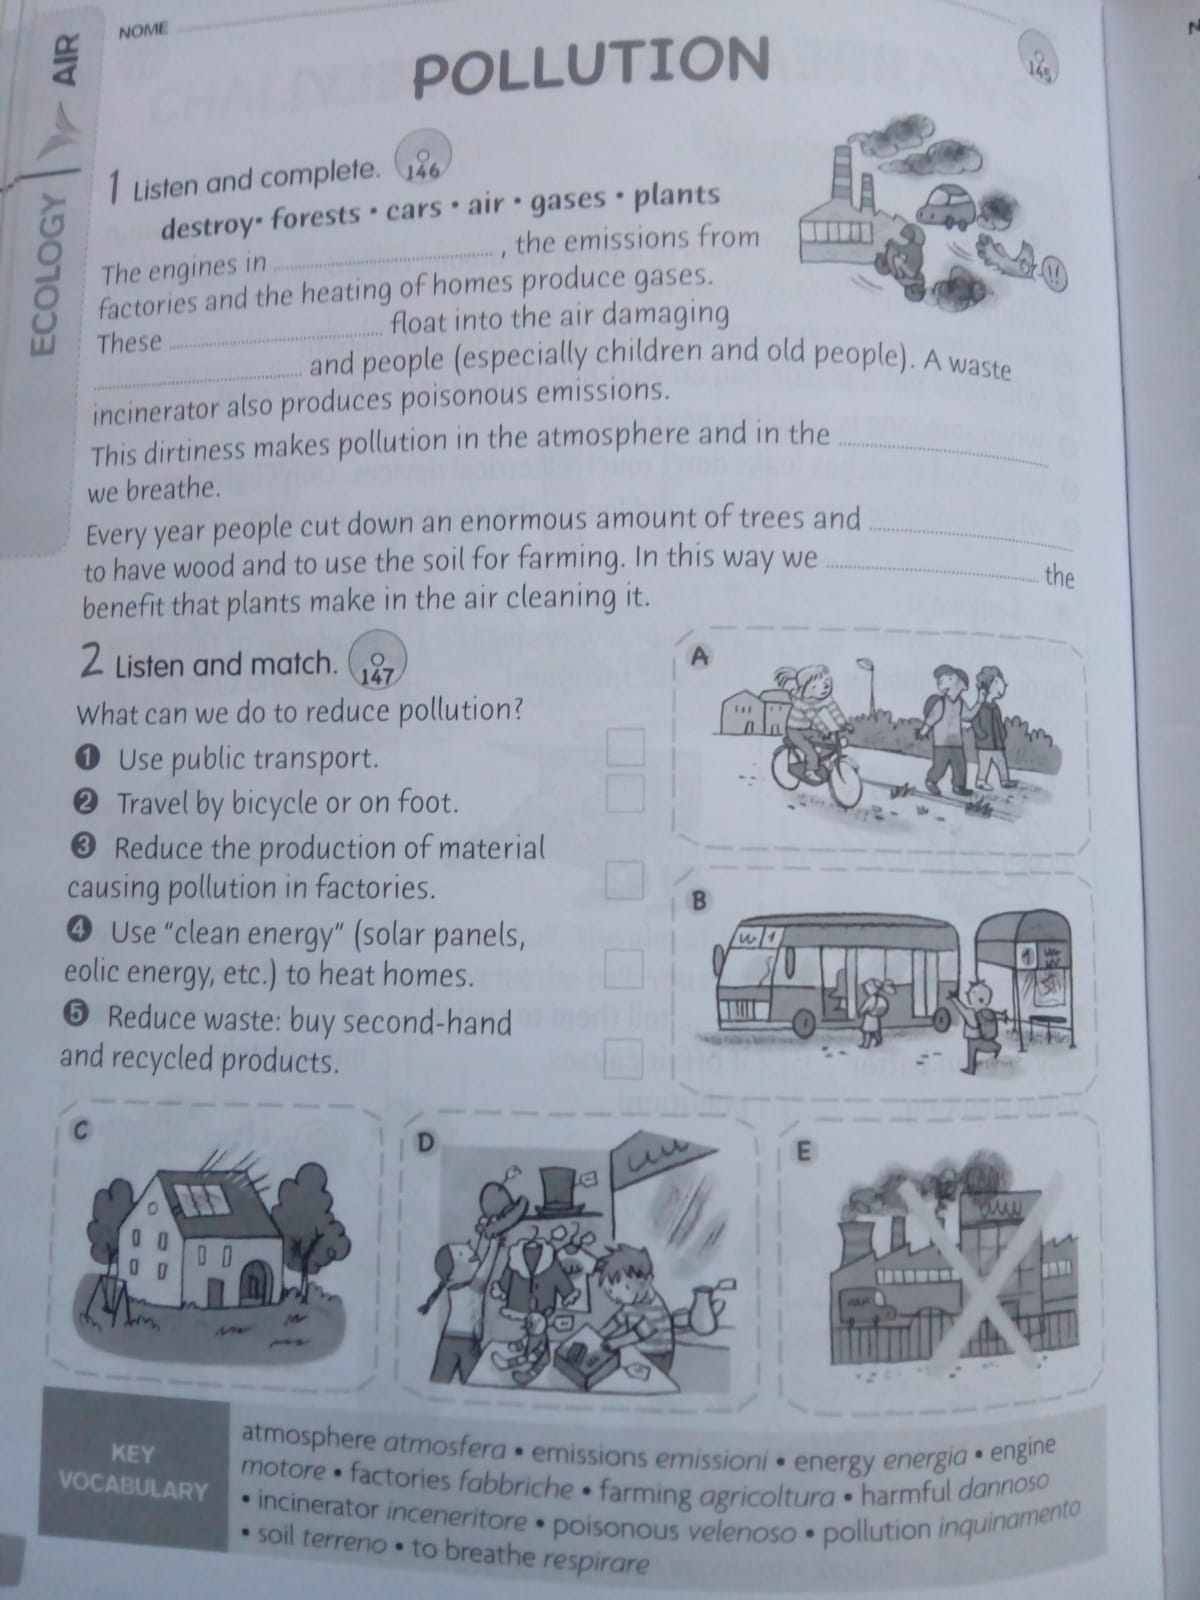 NOME
ECOLOGY AIR
POLLUTION
145
1 Listen and complete. 146
destroy • forests • cars • air • gases • plants
The engines in ........ , the emissions from
factories and the heating of homes produce gases.
These ........ float into the air damaging
........ and people (especially children and old people). A waste
incinerator also produces poisonous emissions.
This dirtiness makes pollution in the atmosphere and in the ........
we breathe.
Every year people cut down an enormous amount of trees and ........
to have wood and to use the soil for farming. In this way we ........ the
benefit that plants make in the air cleaning it.
!!
2 Listen and match. 147
What can we do to reduce pollution?
1 Use public transport.
2 Travel by bicycle or on foot.
3 Reduce the production of material
causing pollution in factories.
4 Use “clean energy” (solar panels,
eolic energy, etc.) to heat homes.
5 Reduce waste: buy second-hand
and recycled products.
A
B
1
1
C
D
E
KEY
VOCABULARY
atmosphere atmosfera • emissions emissioni • energy energia • engine
motore • factories fabbriche • farming agricoltura • harmful dannoso
• incinerator inceneritore • poisonous velenoso • pollution inquinamento
• soil terreno • to breathe respirare